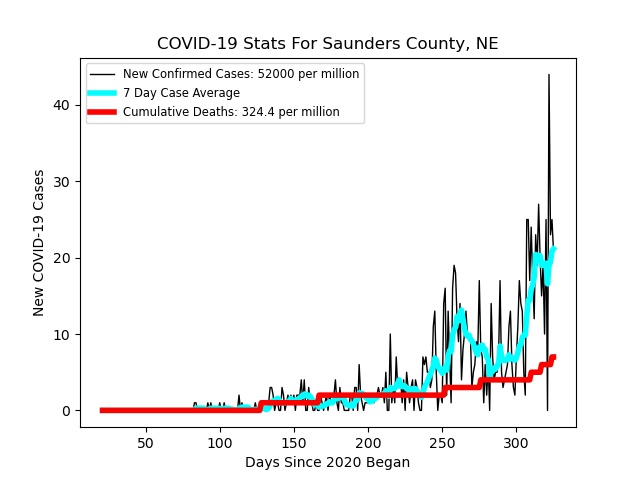 COVID-19 Stats For Saunders County, NE
New Confirmed Cases: 52000 per million
7 Day Case Average
Cumulative Deaths: 324.4 per million
New COVID-19 Cases
40
30
20
10
0
50 100 150 200 250 300
Days Since 2020 Began